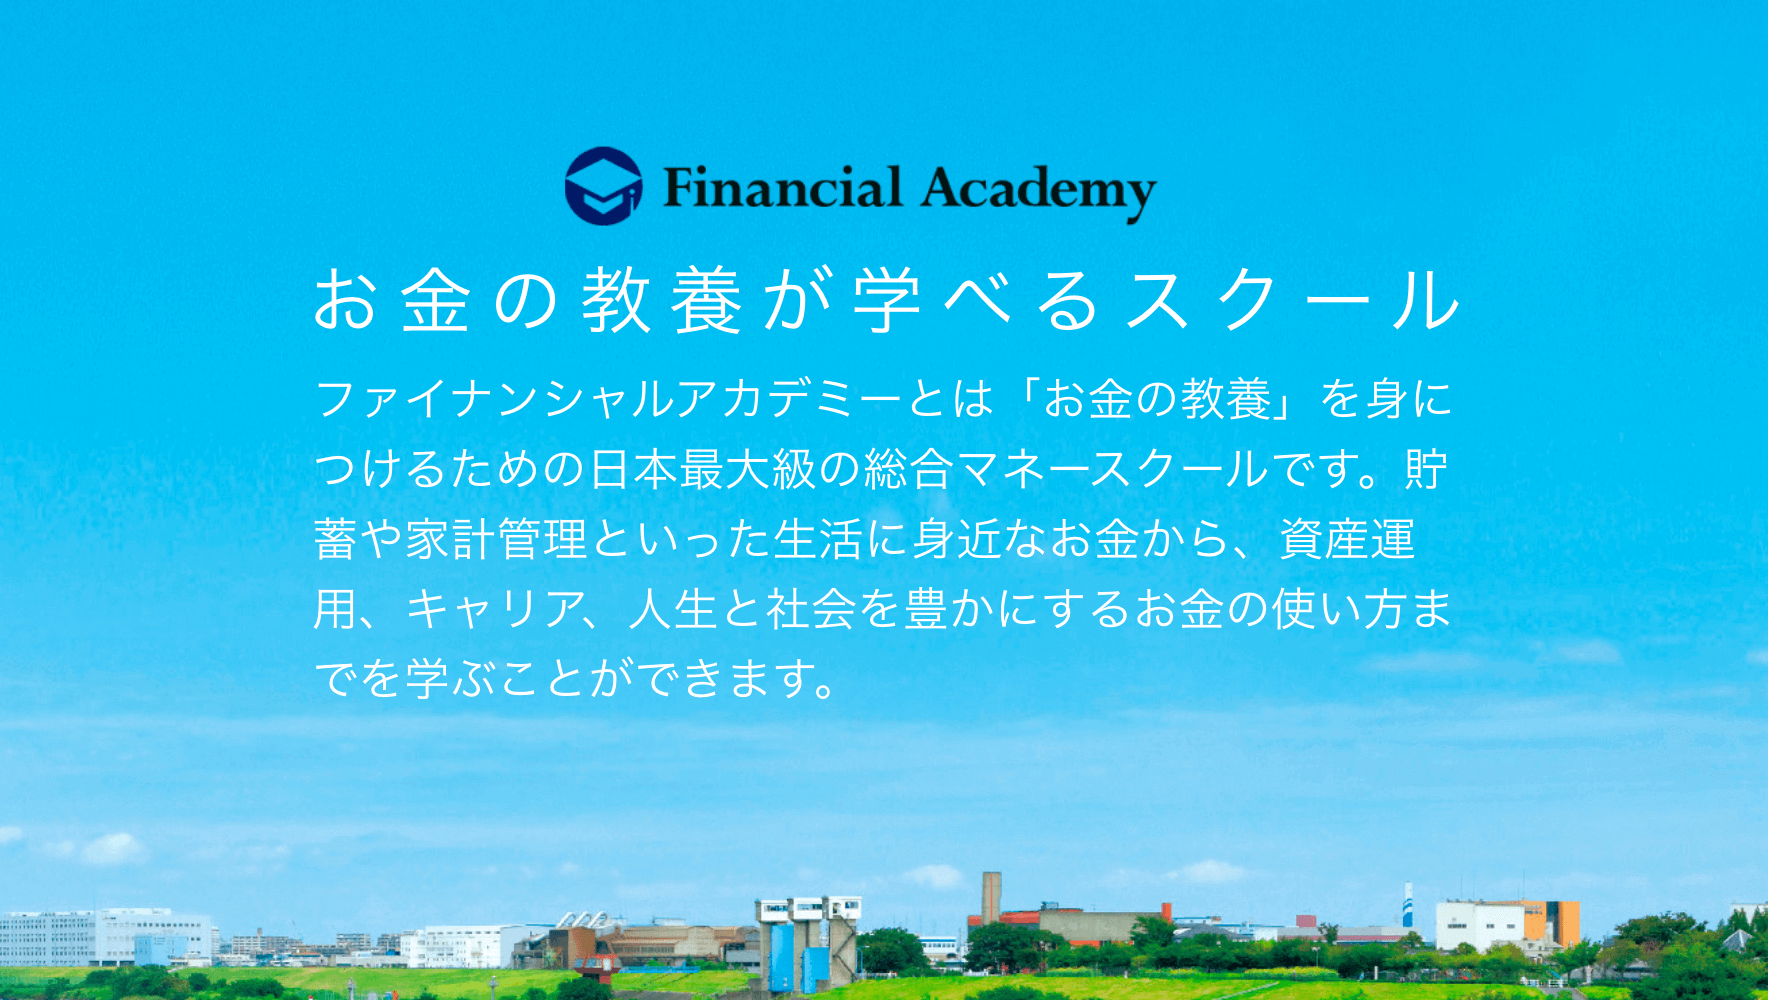 Financial Academy
お金の教養が学べるスクール
ファイナンシャルアカデミーとは「お金の教養」を身に
つけるための日本最大級の総合マネースクールです。貯
蓄や家計管理といった生活に身近なお金から、資産運
用、キャリア、人生と社会を豊かにするお金の使い方ま
でを学ぶことができます。